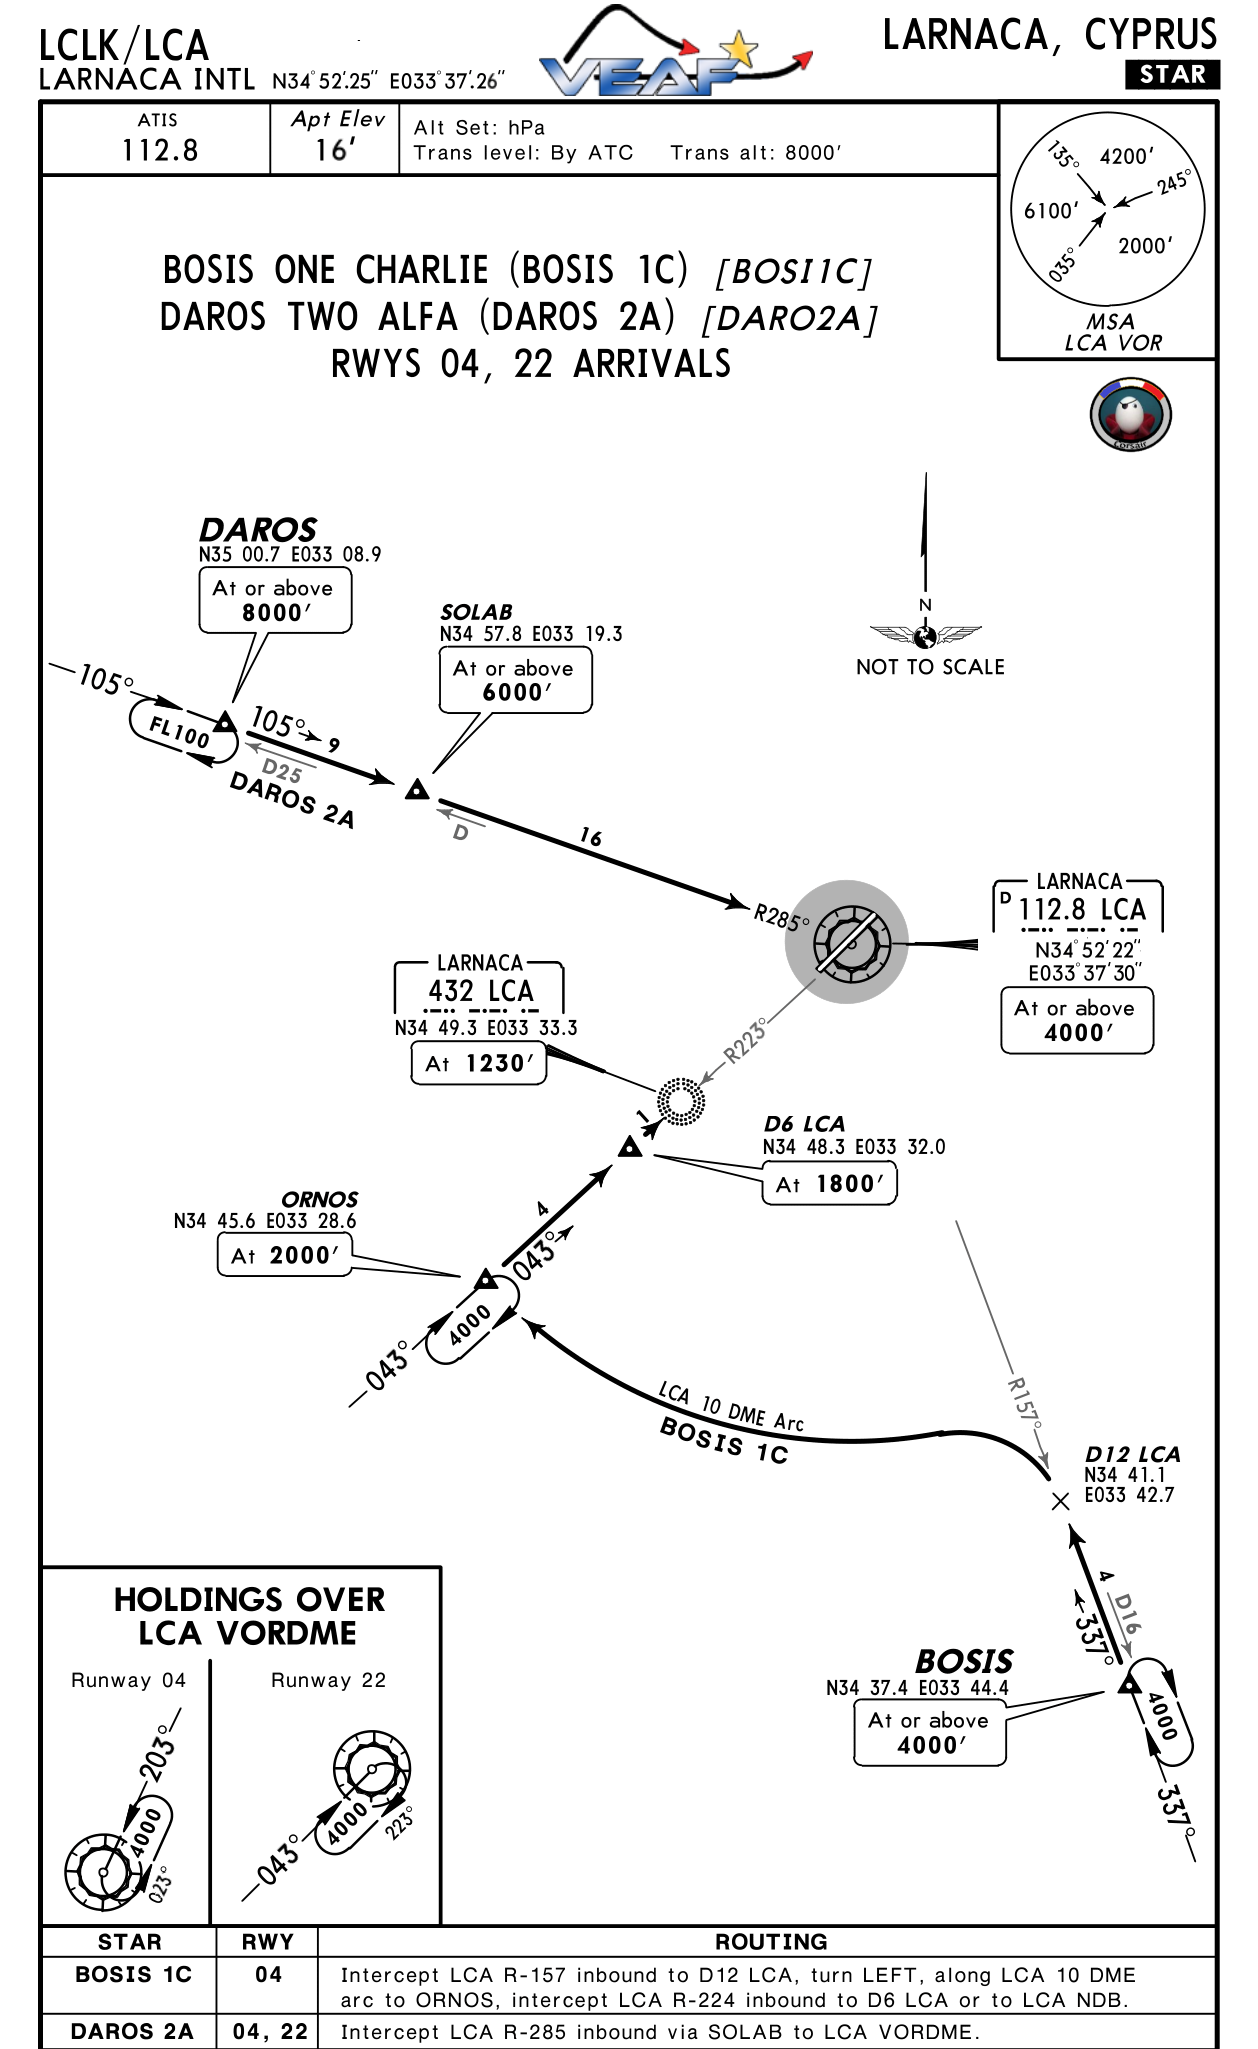 LCLK/LCA
LARNACA INTL N34°52'.25" E033°37'.26"
VEAF
LARNACA, CYPRUS
STAR
ATIS
112.8
Apt Elev
16'
Alt Set: hPa
Trans level: By ATC Trans alt: 8000'
135°
4200'
245°
6100'
2000'
035°
MSA
LCA VOR
BOSIS ONE CHARLIE (BOSIS 1C) [BOSI1C]
DAROS TWO ALFA (DAROS 2A) [DARO2A]
RWYS 04, 22 ARRIVALS
Corsair
DAROS
N35 00.7 E033 08.9
At or above
8000'
SOLAB
N34 57.8 E033 19.3
At or above
6000'
N
NOT TO SCALE
105°
FL100
105°
9
D25
DAROS 2A
D
16
R285°
LARNACA
D 112.8 LCA
N34°52'22"
E033°37'30"
At or above
4000'
LARNACA
432 LCA
N34 49.3 E033 33.3
At 1230'
R223°
1
D6 LCA
N34 48.3 E033 32.0
At 1800'
ORNOS
N34 45.6 E033 28.6
At 2000'
4
043°
4000
043°
LCA 10 DME Arc
BOSIS 1C
R157°
D12 LCA
N34 41.1
E033 42.7
4
D16
337°
BOSIS
N34 37.4 E033 44.4
At or above
4000'
4000
337°
HOLDINGS OVER
LCA VORDME
Runway 04
Runway 22
203°
4000
023°
043°
4000
223°
STAR RWY ROUTING
BOSIS 1C 04 Intercept LCA R-157 inbound to D12 LCA, turn LEFT, along LCA 10 DME
arc to ORNOS, intercept LCA R-224 inbound to D6 LCA or to LCA NDB.
DAROS 2A 04, 22 Intercept LCA R-285 inbound via SOLAB to LCA VORDME.